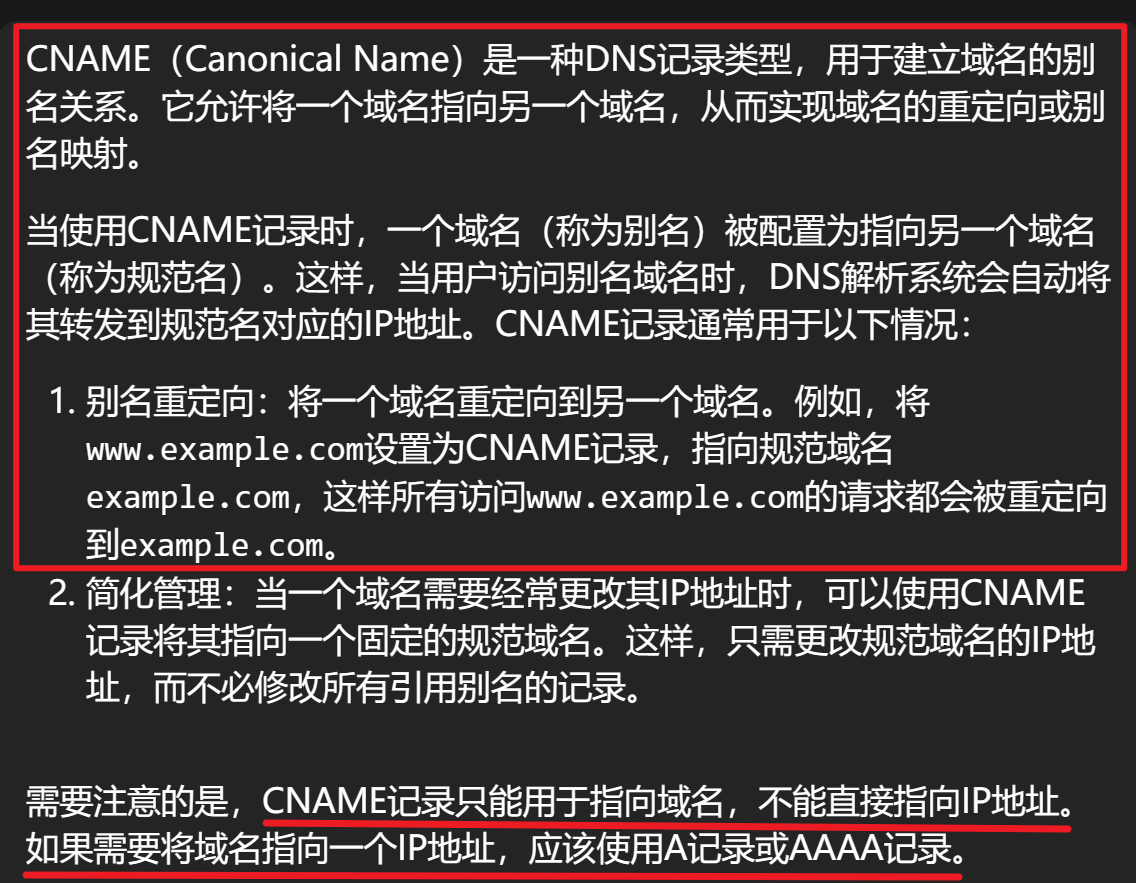 CNAME（Canonical Name）是一种DNS记录类型，用于建立域名的别
名关系。它允许将一个域名指向另一个域名，从而实现域名的重定向或别
名映射。
当使用CNAME记录时，一个域名（称为别名）被配置为指向另一个域名
（称为规范名）。这样，当用户访问别名域名时，DNS解析系统会自动将
其转发到规范名对应的IP地址。CNAME记录通常用于以下情况：
1. 别名重定向：将一个域名重定向到另一个域名。例如，将
www.example.com设置为CNAME记录，指向规范域名
example.com，这样所有访问www.example.com的请求都会被重定向
到example.com。
2. 简化管理：当一个域名需要经常更改其IP地址时，可以使用CNAME
记录将其指向一个固定的规范域名。这样，只需更改规范域名的IP地
址，而不必修改所有引用别名的记录。
需要注意的是，CNAME记录只能用于指向域名，不能直接指向IP地址。
如果需要将域名指向一个IP地址，应该使用A记录或AAAA记录。